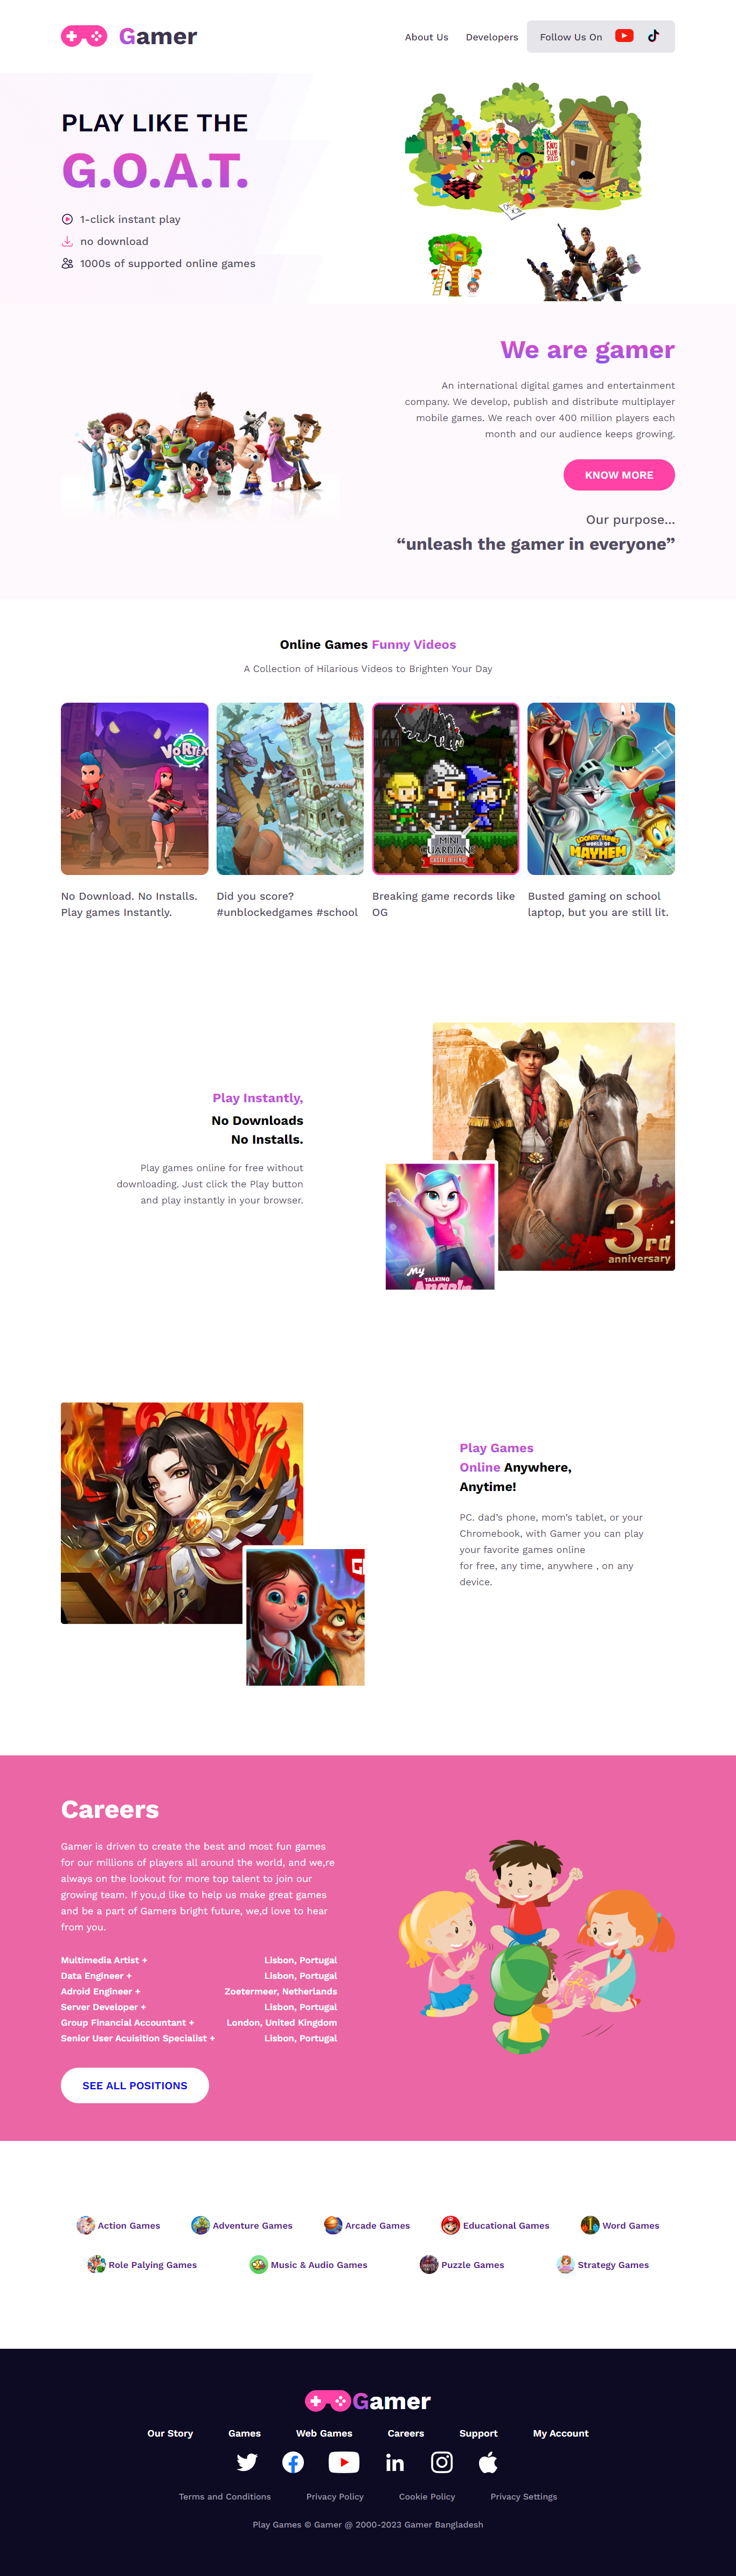 Gamer
About Us Developers Follow Us On
PLAY LIKE THE
G.O.A.T.
1-click instant play
no download
1000s of supported online games
We are gamer
An international digital games and entertainment
company. We develop, publish and distribute multiplayer
mobile games. We reach over 400 million players each
month and our audience keeps growing.
KNOW MORE
Our purpose...
“unleash the gamer in everyone”
Online Games Funny Videos
A Collection of Hilarious Videos to Brighten Your Day
VORTEX
MINI
GUARDIANS
CASTLE DEFENSE
LOONEY TUNES
WORLD OF
MAYHEM
No Download. No Installs.
Play games Instantly.
Did you score?
#unblockedgames #school
Breaking game records like
OG
Busted gaming on school
laptop, but you are still lit.
Play Instantly,
No Downloads
No Installs.
Play games online for free without
downloading. Just click the Play button
and play instantly in your browser.
3rd
anniversary
My
TALKING
Angela
Play Games
Online Anywhere,
Anytime!
PC. dad’s phone, mom’s tablet, or your
Chromebook, with Gamer you can play
your favorite games online
for free, any time, anywhere , on any
device.
Careers
Gamer is driven to create the best and most fun games
for our millions of players all around the world, and we,re
always on the lookout for more top talent to join our
growing team. If you,d like to help us make great games
and be a part of Gamers bright future, we,d love to hear
from you.
Multimedia Artist + Lisbon, Portugal
Data Engineer + Lisbon, Portugal
Adroid Engineer + Zoetermeer, Netherlands
Server Developer + Lisbon, Portugal
Group Financial Accountant + London, United Kingdom
Senior User Acuisition Specialist + Lisbon, Portugal
SEE ALL POSITIONS
Action Games Adventure Games Arcade Games Educational Games Word Games
Role Palying Games Music & Audio Games Puzzle Games Strategy Games
Gamer
Our Story Games Web Games Careers Support My Account
Terms and Conditions Privacy Policy Cookie Policy Privacy Settings
Play Games © Gamer @ 2000-2023 Gamer Bangladesh